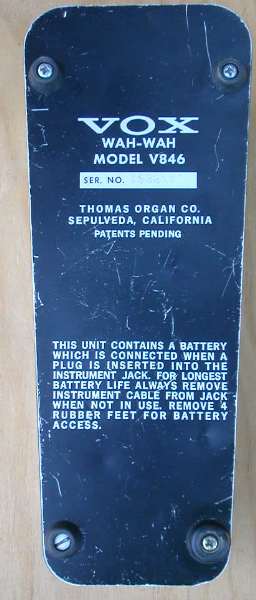 VOX
WAH-WAH
MODEL V846
SER. NO.
THOMAS ORGAN CO.
SEPULVEDA, CALIFORNIA
PATENTS PENDING
THIS UNIT CONTAINS A BATTERY
WHICH IS CONNECTED WHEN A
PLUG IS INSERTED INTO THE
INSTRUMENT JACK. FOR LONGEST
BATTERY LIFE ALWAYS REMOVE
INSTRUMENT CABLE FROM JACK
WHEN NOT IN USE. REMOVE 4
RUBBER FEET FOR BATTERY
ACCESS.